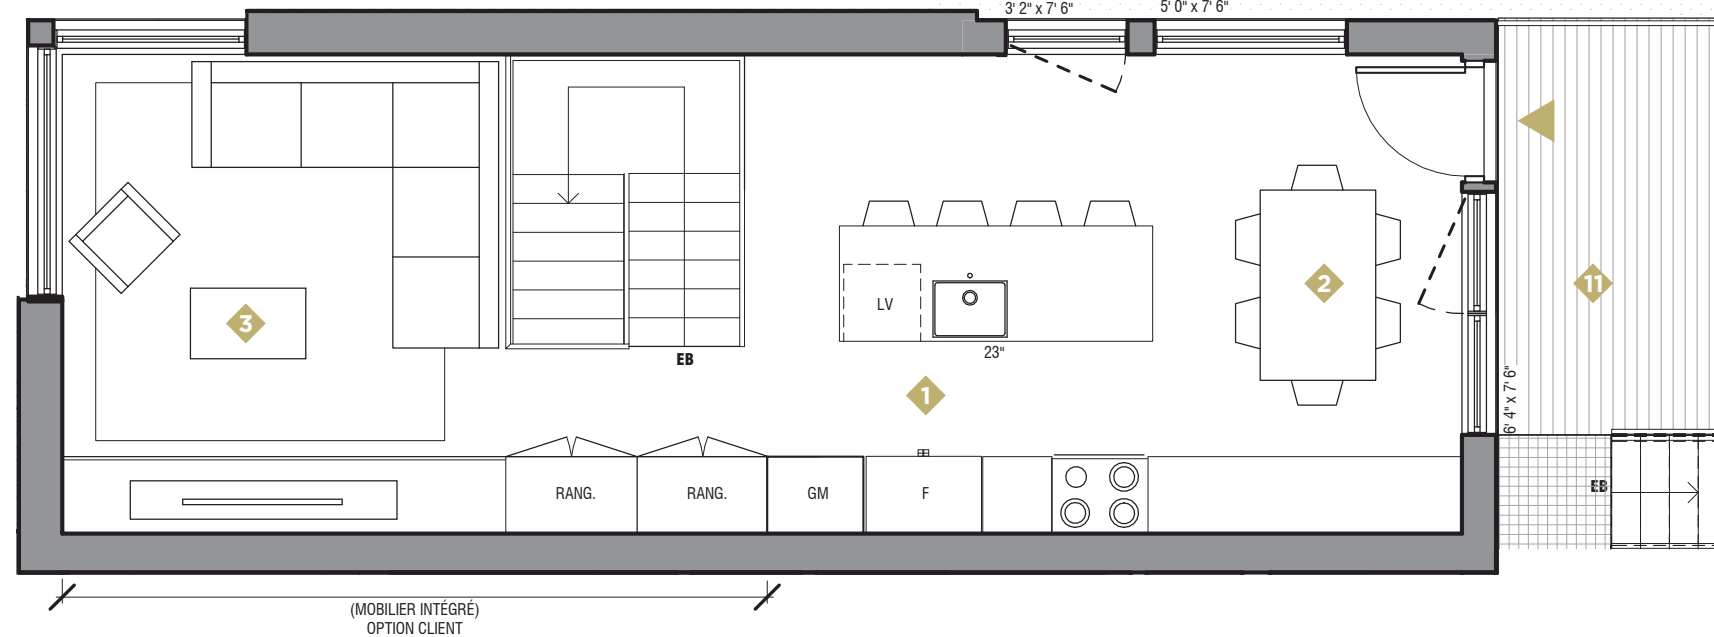 3' 2" x 7' 6"
5' 0" x 7' 6"
3
EB
LV
23"
1
2
11
6' 4" x 7' 6"
EB
RANG.
RANG.
GM
F
(MOBILIER INTÉGRÉ)
OPTION CLIENT